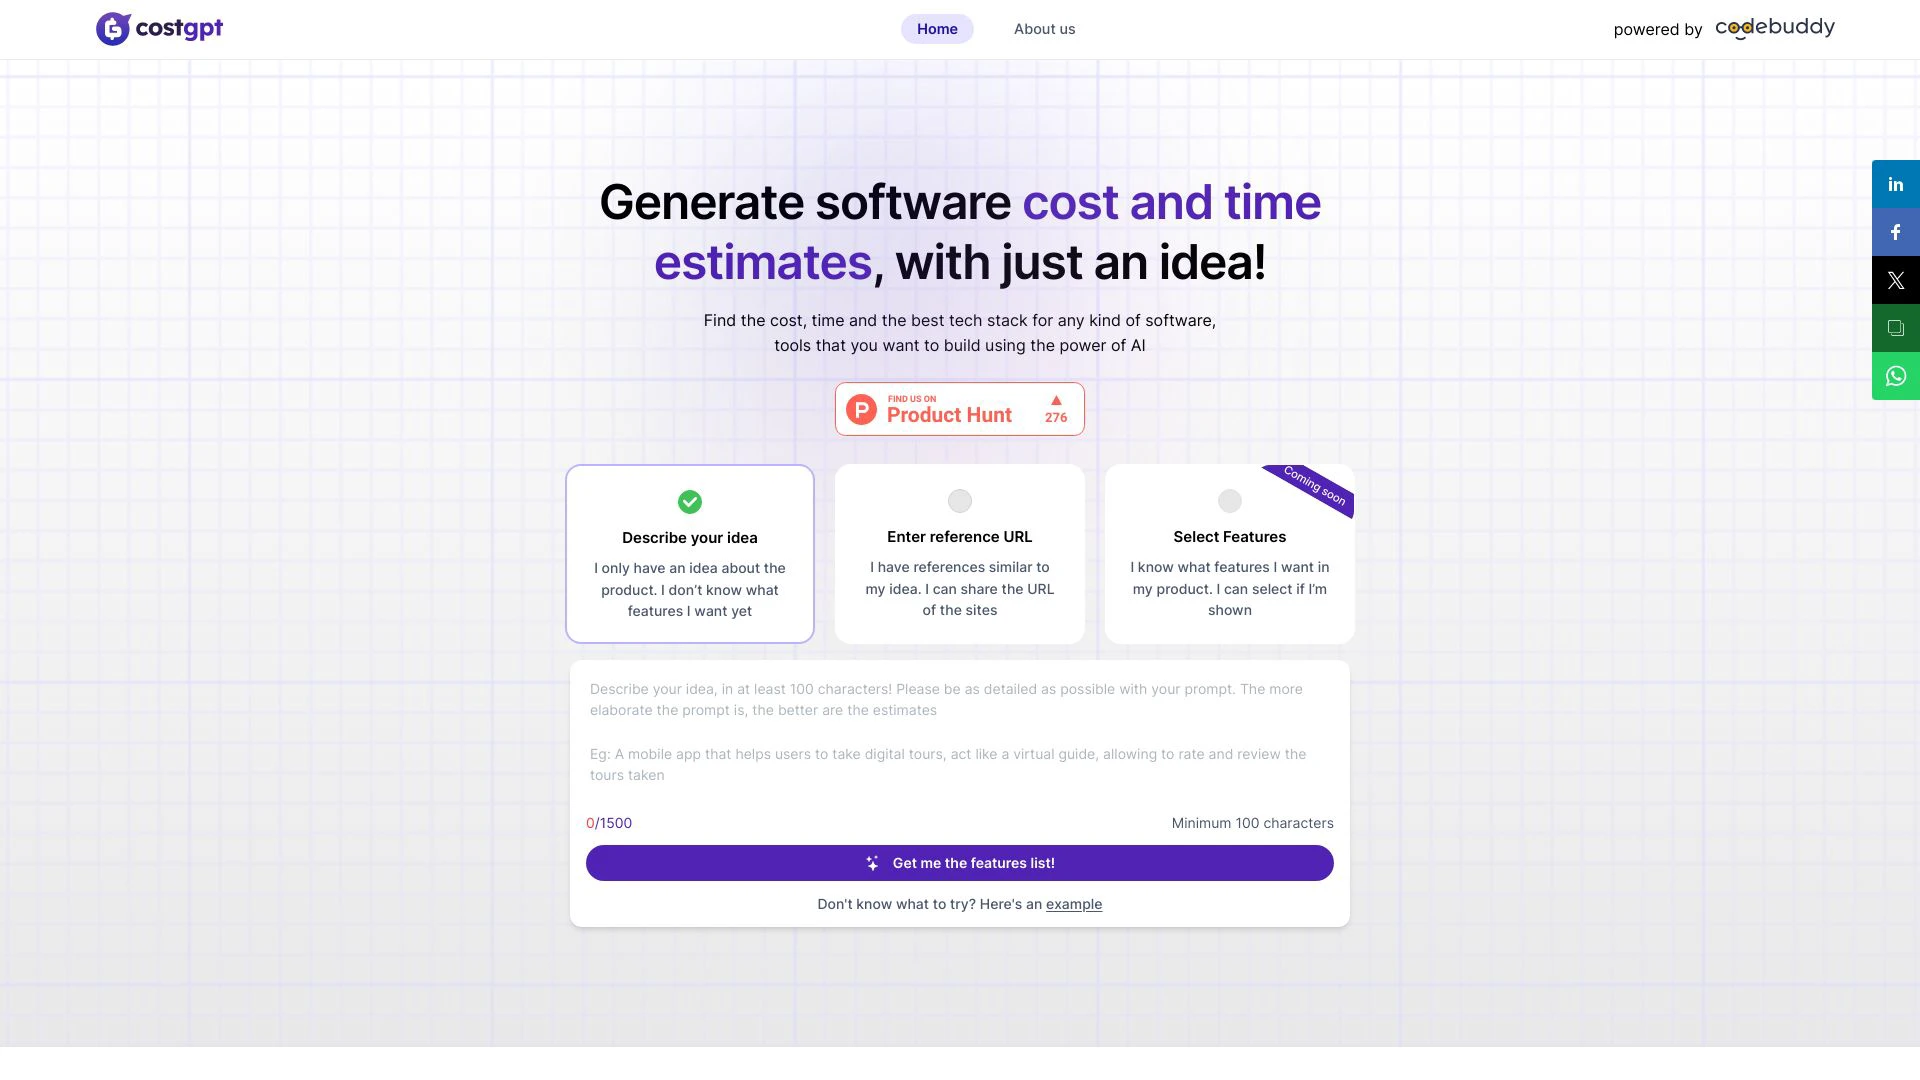 costgpt
Home
About us
powered by codebuddy
Generate software cost and time
estimates, with just an idea!
Find the cost, time and the best tech stack for any kind of software,
tools that you want to build using the power of AI
FIND US ON
Product Hunt
276
Describe your idea
I only have an idea about the
product. I don’t know what
features I want yet
Enter reference URL
I have references similar to
my idea. I can share the URL
of the sites
Coming soon
Select Features
I know what features I want in
my product. I can select if I’m
shown
Describe your idea, in at least 100 characters! Please be as detailed as possible with your prompt. The more
elaborate the prompt is, the better are the estimates
Eg: A mobile app that helps users to take digital tours, act like a virtual guide, allowing to rate and review the
tours taken
0/1500
Minimum 100 characters
Get me the features list!
Don't know what to try? Here's an example